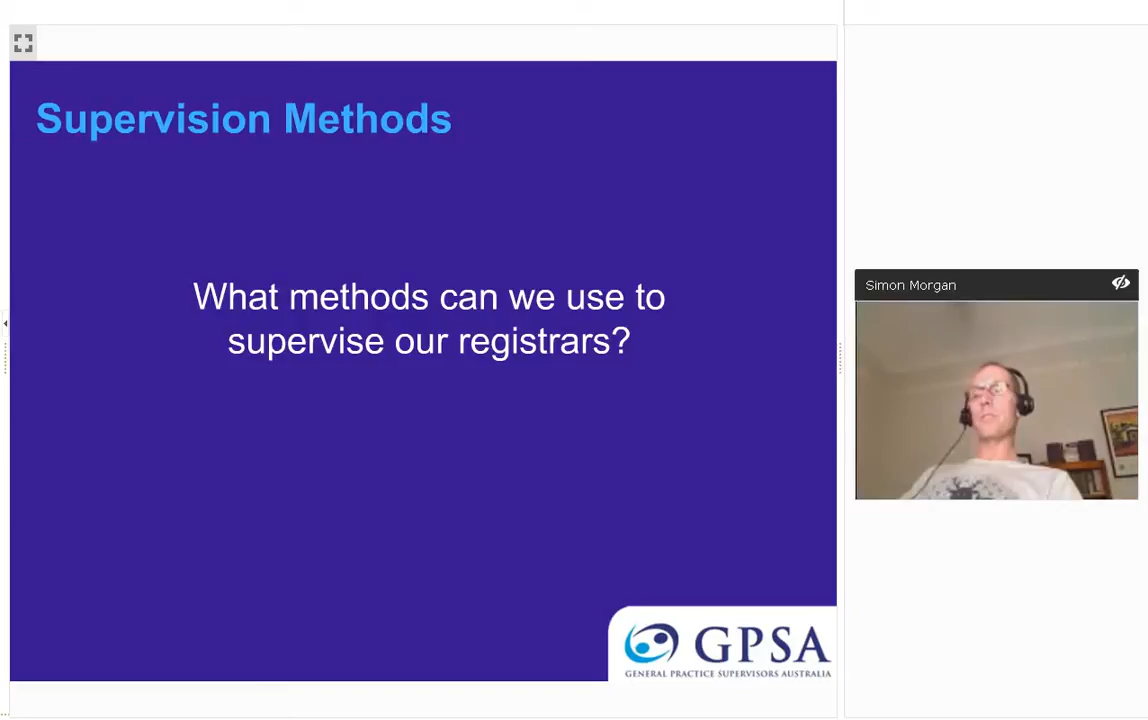 Supervision Methods
What methods can we use to
supervise our registrars?
GPSA
GENERAL PRACTICE SUPERVISORS AUSTRALIA
Simon Morgan